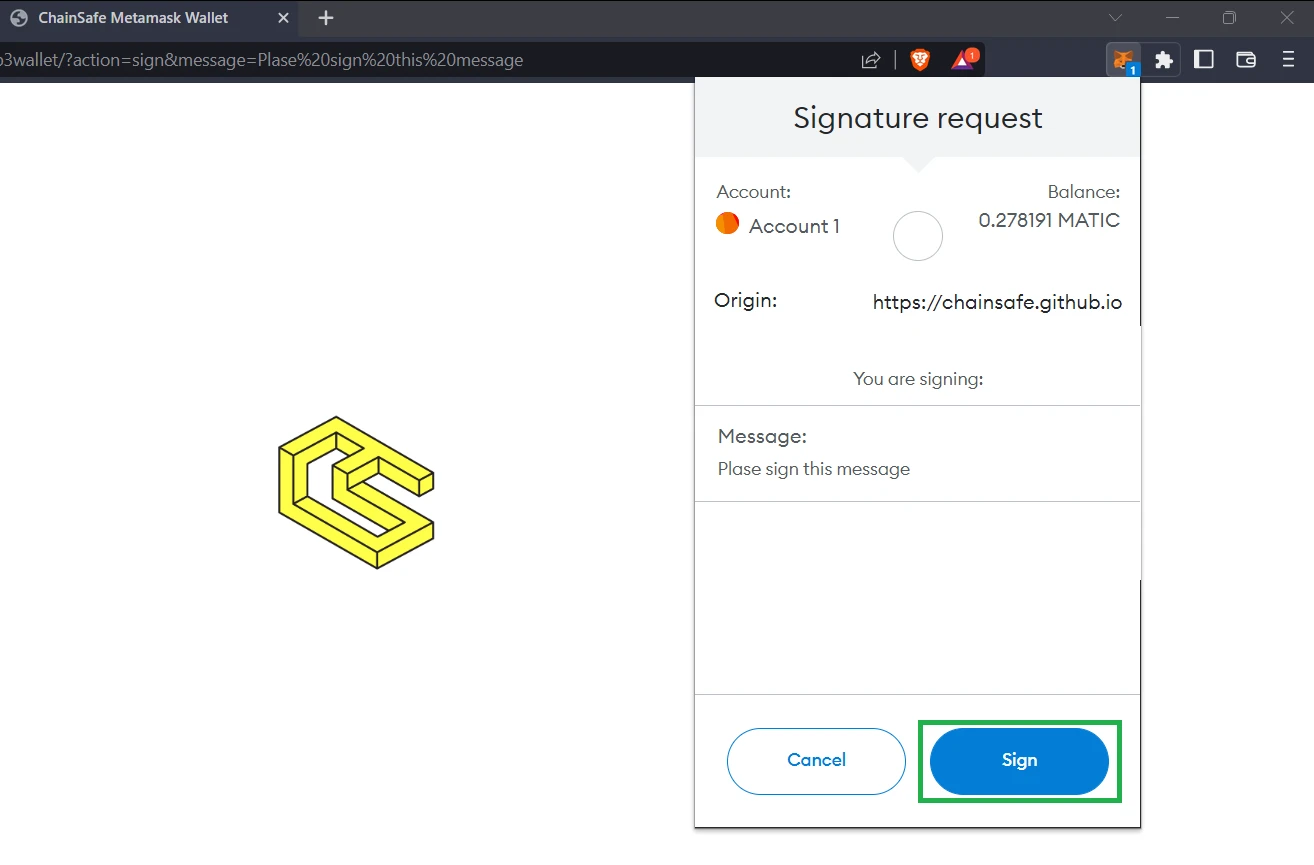 ChainSafe Metamask Wallet
b3wallet/?action=sign&message=Plase%20sign%20this%20message
1
1
Signature request
Account:
Balance:
Account 1
0.278191 MATIC
Origin:
https://chainsafe.github.io
You are signing:
Message:
Plase sign this message
Cancel
Sign